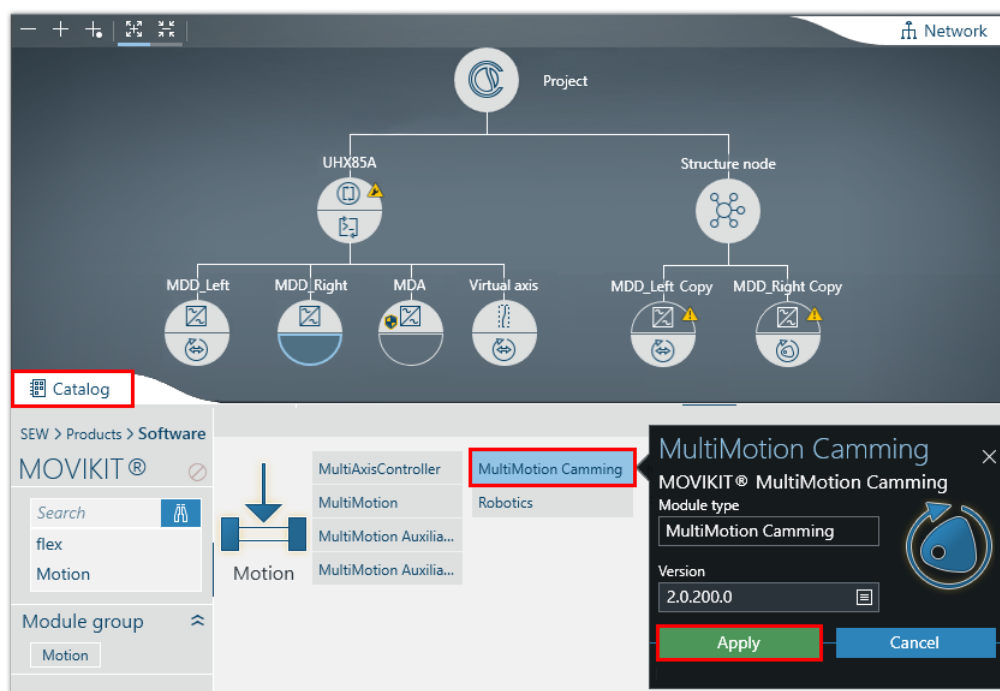 Network
Project
UHX85A
Structure node
MDD_Left
MDD_Right
MDA
Virtual axis
MDD_Left Copy
MDD_Right Copy
Catalog
SEW > Products > Software
MOVIKIT®
Search
flex
Motion
Module group
Motion
Motion
MultiAxisController
MultiMotion
MultiMotion Auxilia...
MultiMotion Auxilia...
MultiMotion Camming
Robotics
MultiMotion Camming
MOVIKIT® MultiMotion Camming
Module type
MultiMotion Camming
Version
2.0.200.0
Apply
Cancel